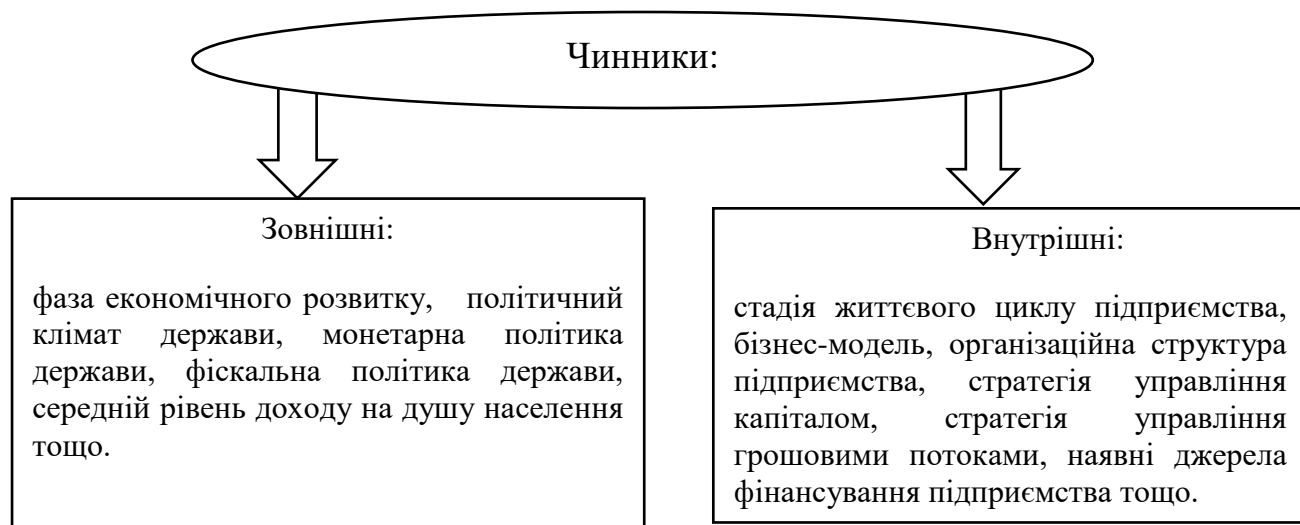 Чинники:
Зовнішні:
фаза економічного розвитку, політичний
клімат держави, монетарна політика
держави, фіскальна політика держави,
середній рівень доходу на душу населення
тощо.
Внутрішні:
стадія життєвого циклу підприємства,
бізнес-модель, організаційна структура
підприємства, стратегія управління
капіталом, стратегія управління
грошовими потоками, наявні джерела
фінансування підприємства тощо.